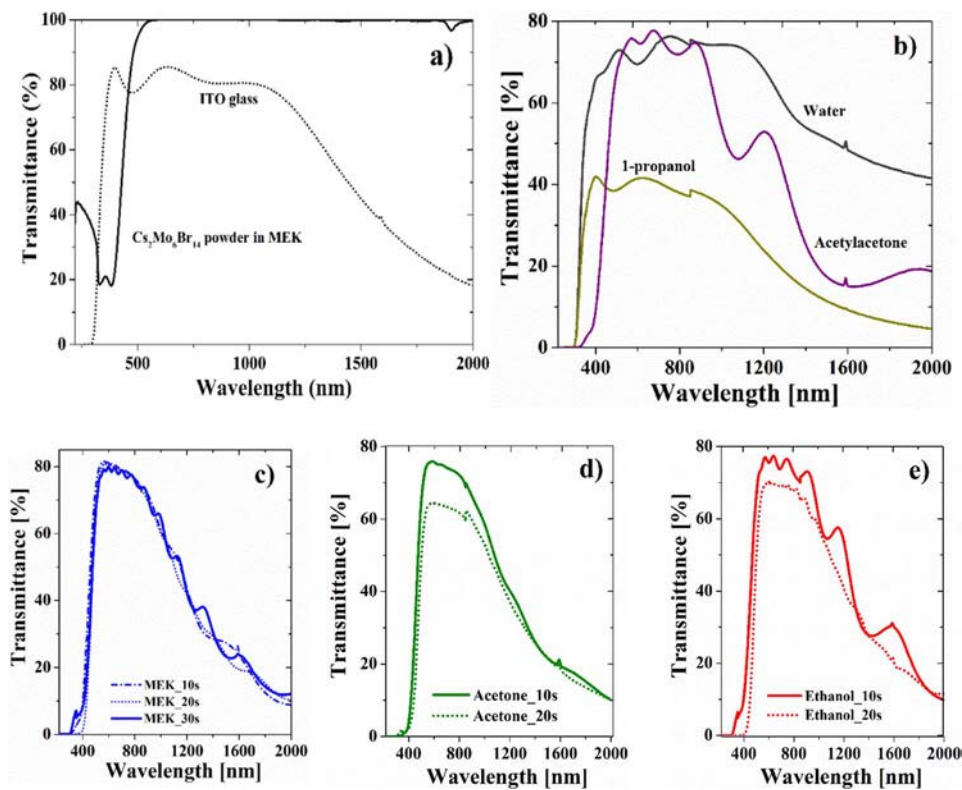 a)
Transmittance (%)
100
80
60
40
20
0
ITO glass
Cs2Mo6Br14 powder in MEK
500
1000
1500
2000
Wavelength (nm)
b)
Transmittance [%]
80
60
40
20
0
Water
1-propanol
Acetylacetone
400
800
1200
1600
2000
Wavelength [nm]
c)
Transmittance [%]
80
60
40
20
0
MEK_10s
MEK_20s
MEK_30s
400
800
1200
1600
2000
Wavelength [nm]
d)
Transmittance [%]
80
60
40
20
0
Acetone_10s
Acetone_20s
400
800
1200
1600
2000
Wavelength [nm]
e)
Transmittance [%]
80
60
40
20
0
Ethanol_10s
Ethanol_20s
400
800
1200
1600
2000
Wavelength [nm]